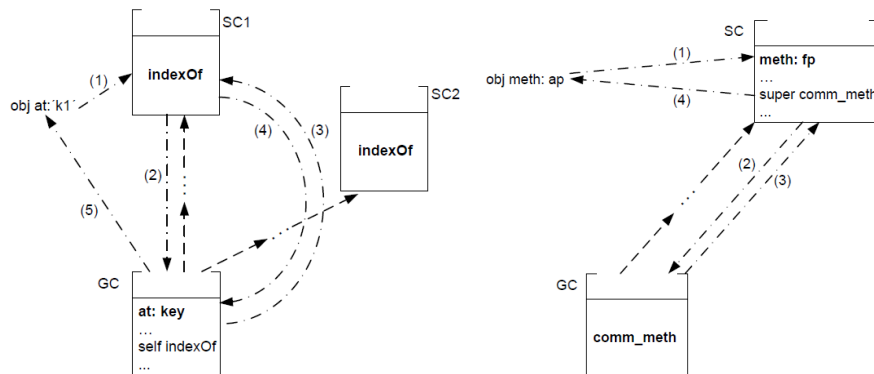 SC1
indexOf
(1)
obj at:´k1´
(2)
(4)
(3)
SC2
indexOf
(5)
GC
at: key
…
self indexOf
...
SC
meth: fp
…
super comm_meth
...
(1)
obj meth: ap
(4)
(2)
(3)
GC
comm_meth